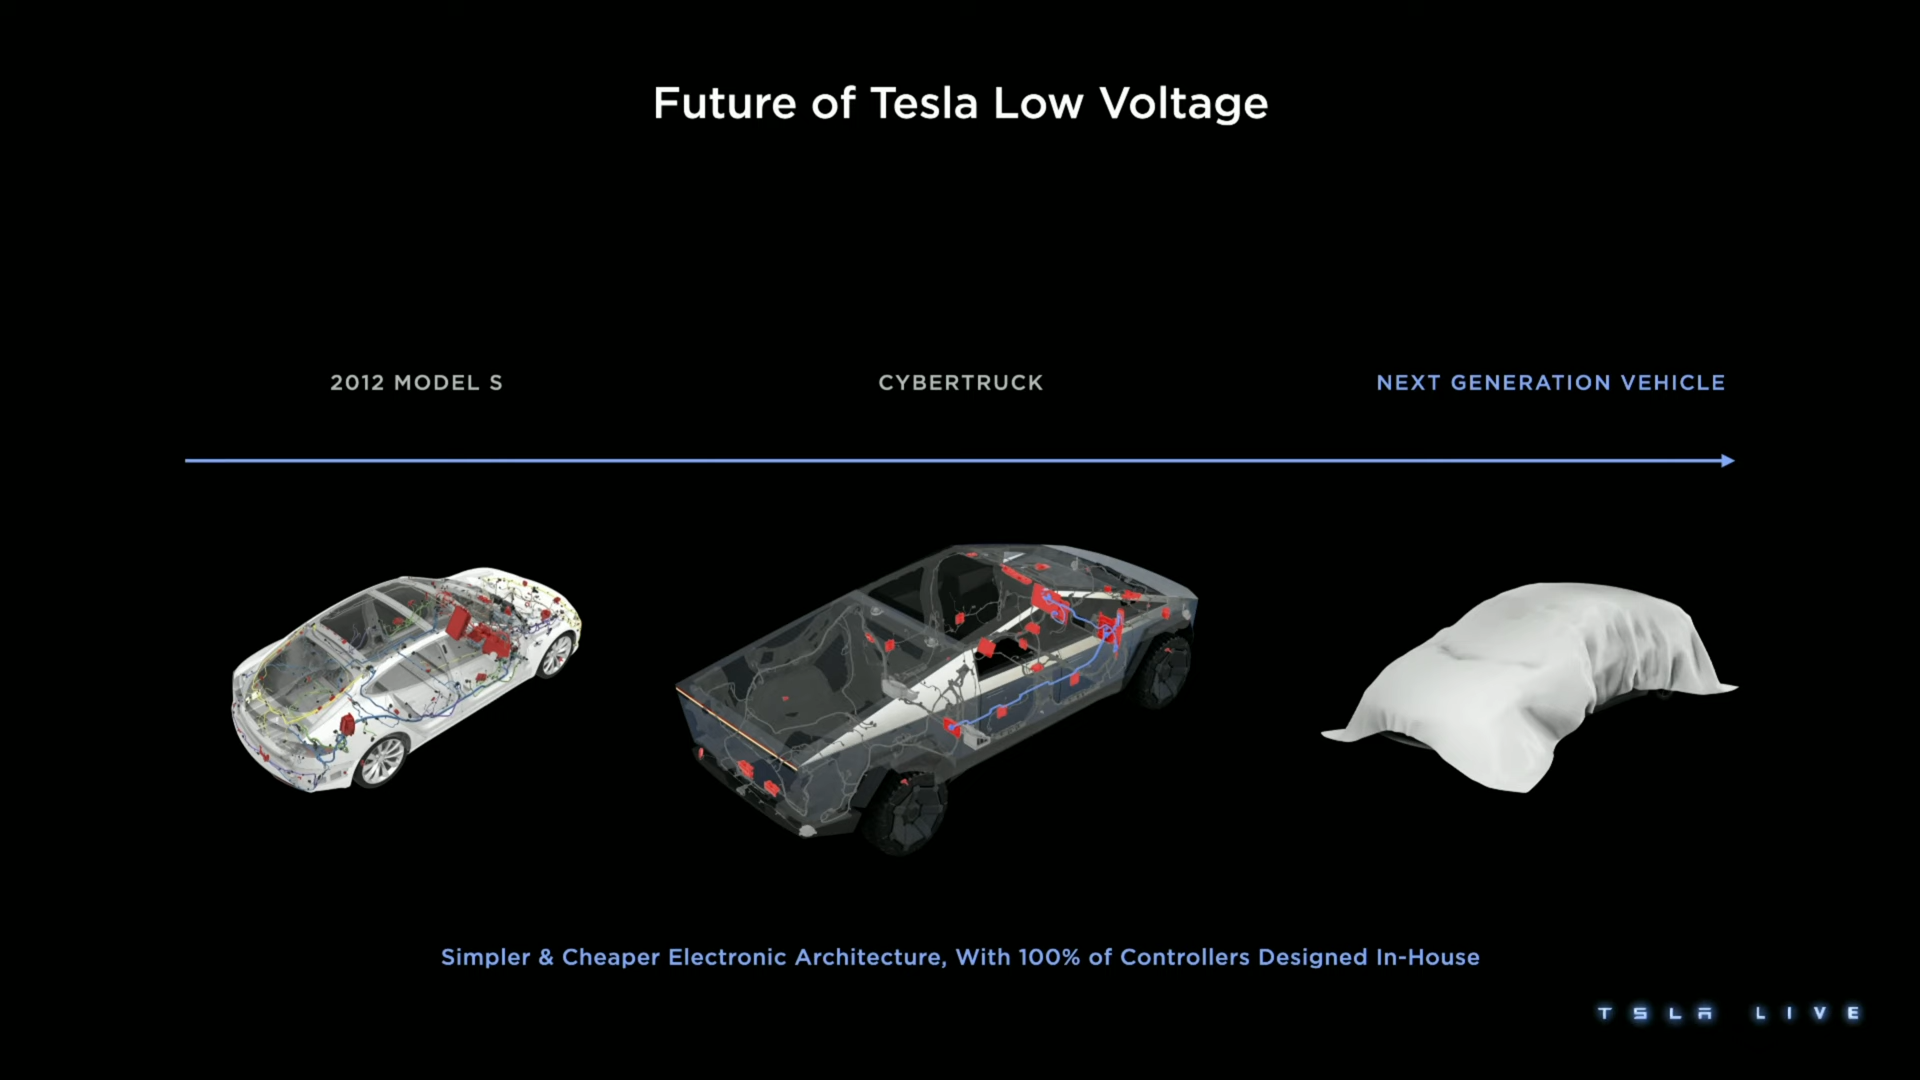 Future of Tesla Low Voltage
2012 MODEL S
CYBERTRUCK
NEXT GENERATION VEHICLE
Simpler & Cheaper Electronic Architecture, With 100% of Controllers Designed In-House
TSLA LIVE